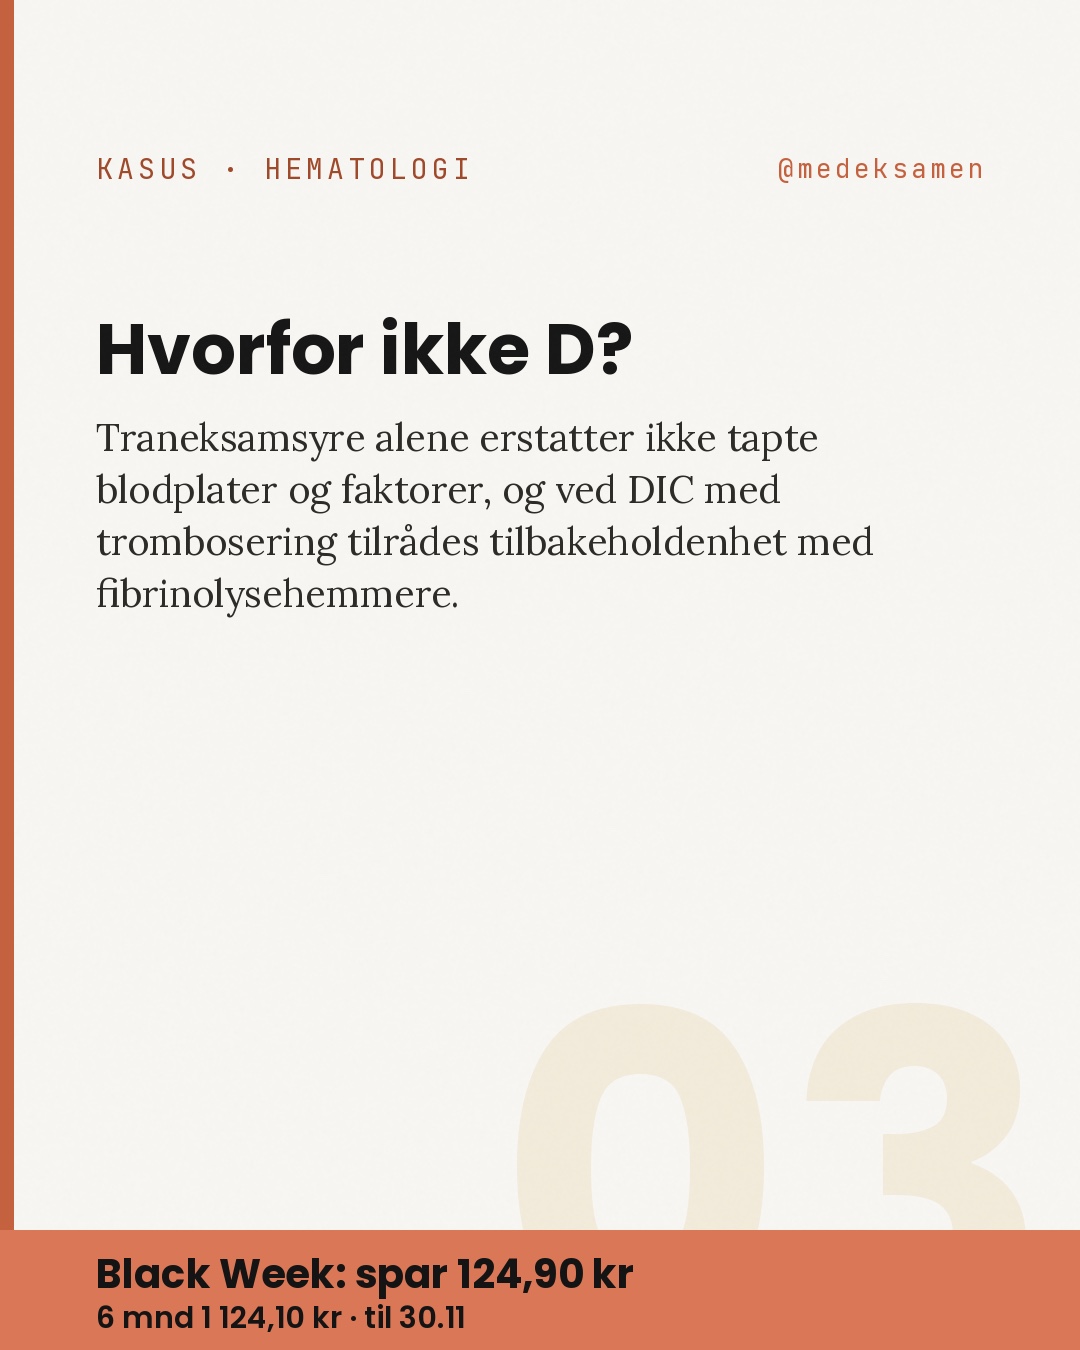 KASUS · HEMATOLOGI
@medeksamen
Hvorfor ikke D?
Traneksamsyre alene erstatter ikke tapte
blodplater og faktorer, og ved DIC med
trombosering tilrådes tilbakeholdenhet med
fibrinolysehemmere.
03
Black Week: spar 124,90 kr
6 mnd 1 124,10 kr · til 30.11